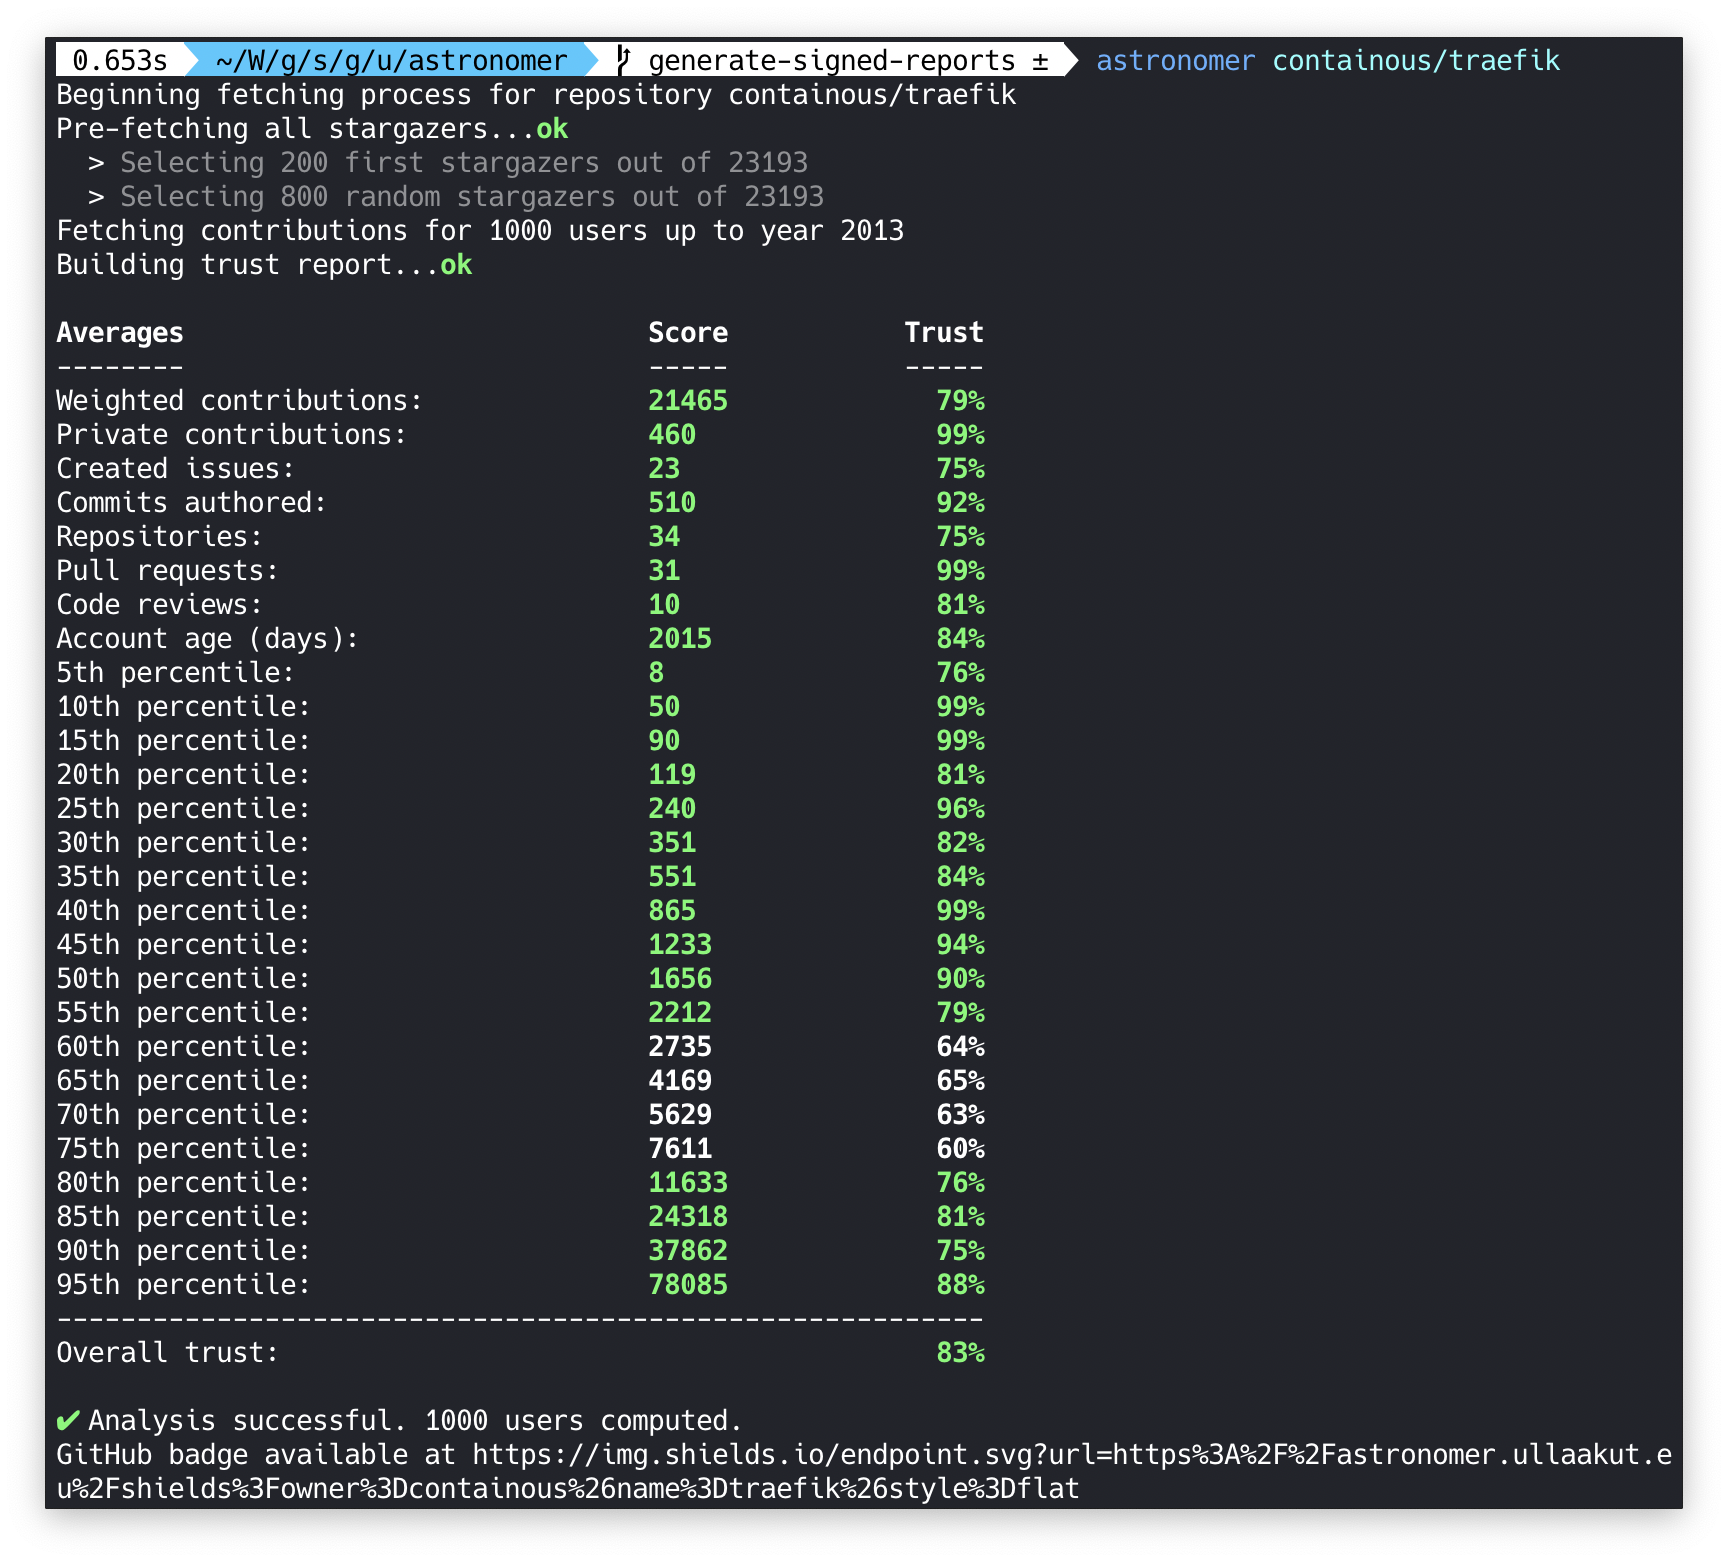 0.653s ~/W/g/s/g/u/astronomer generate-signed-reports ± astronomer containous/traefik
Beginning fetching process for repository containous/traefik
Pre-fetching all stargazers...ok
> Selecting 200 first stargazers out of 23193
> Selecting 800 random stargazers out of 23193
Fetching contributions for 1000 users up to year 2013
Building trust report...ok
Averages Score Trust
-------- ----- -----
Weighted contributions: 21465 79%
Private contributions: 460 99%
Created issues: 23 75%
Commits authored: 510 92%
Repositories: 34 75%
Pull requests: 31 99%
Code reviews: 10 81%
Account age (days): 2015 84%
5th percentile: 8 76%
10th percentile: 50 99%
15th percentile: 90 99%
20th percentile: 119 81%
25th percentile: 240 96%
30th percentile: 351 82%
35th percentile: 551 84%
40th percentile: 865 99%
45th percentile: 1233 94%
50th percentile: 1656 90%
55th percentile: 2212 79%
60th percentile: 2735 64%
65th percentile: 4169 65%
70th percentile: 5629 63%
75th percentile: 7611 60%
80th percentile: 11633 76%
85th percentile: 24318 81%
90th percentile: 37862 75%
95th percentile: 78085 88%
----------------------------------------------------------
Overall trust: 83%
✔ Analysis successful. 1000 users computed.
GitHub badge available at https://img.shields.io/endpoint.svg?url=https%3A%2F%2Fastronomer.ullaakut.e
u%2Fshields%3Fowner%3Dcontainous%26name%3Dtraefik%26style%3Dflat